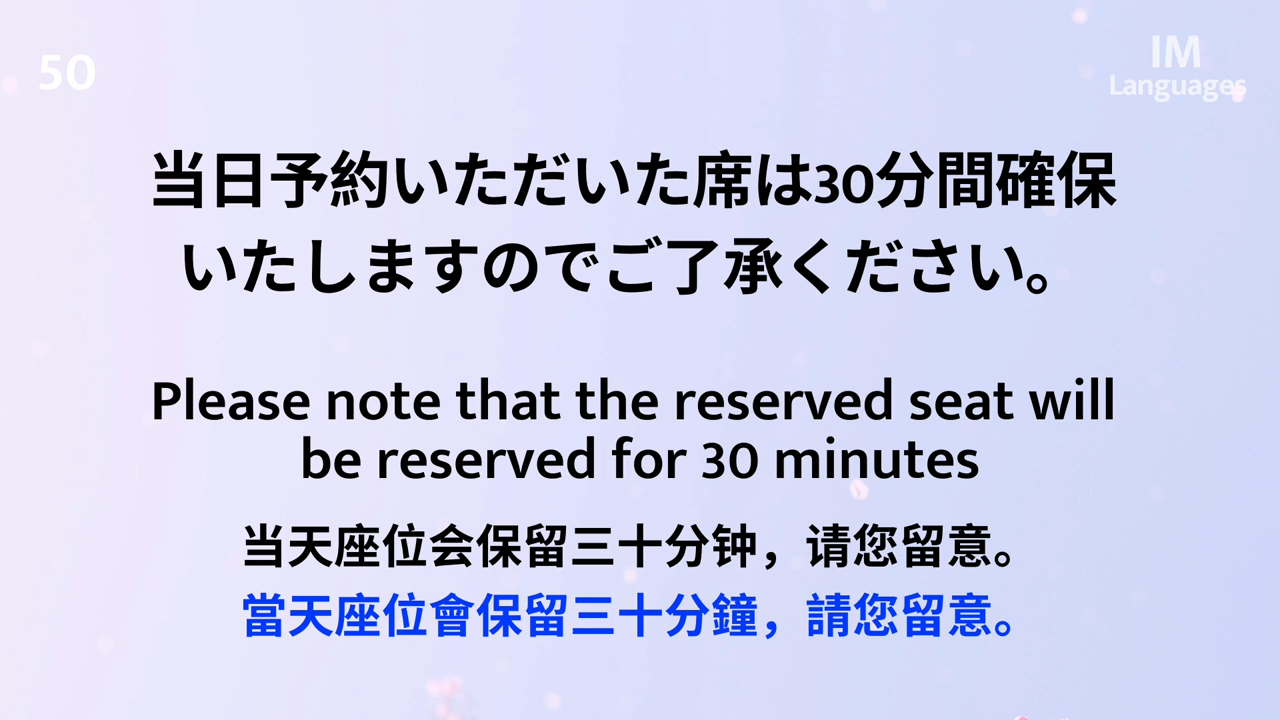 50
IM
Languages
当日予約いただいた席は30分間確保
いたしますのでご了承ください。
Please note that the reserved seat will
be reserved for 30 minutes
当天座位会保留三十分钟，请您留意。
當天座位會保留三十分鐘，請您留意。